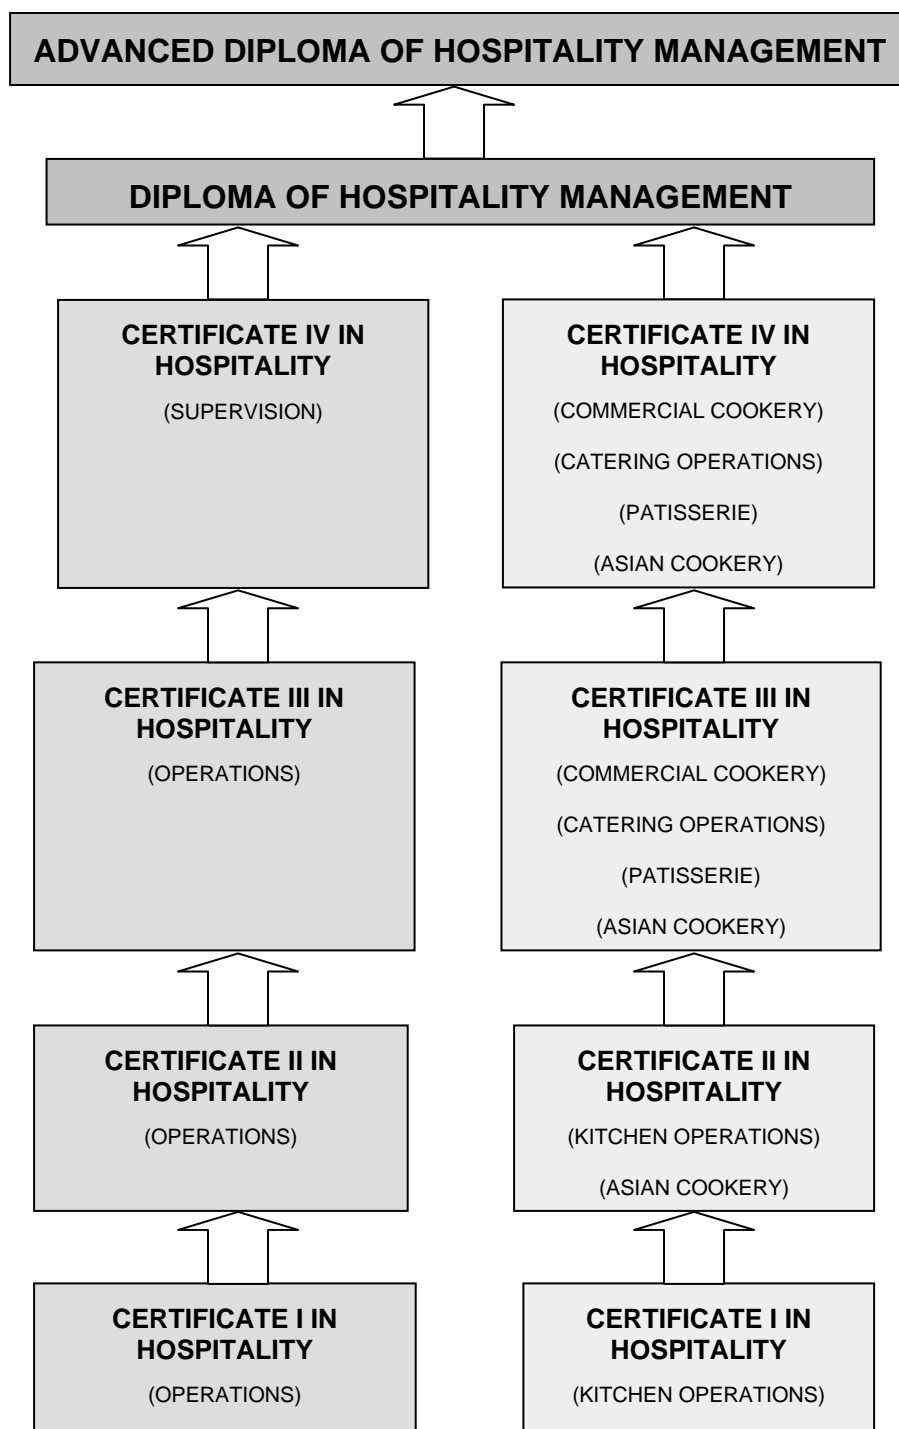 ADVANCED DIPLOMA OF HOSPITALITY MANAGEMENT
DIPLOMA OF HOSPITALITY MANAGEMENT
CERTIFICATE IV IN
HOSPITALITY
(SUPERVISION)
CERTIFICATE IV IN
HOSPITALITY
(COMMERCIAL COOKERY)
(CATERING OPERATIONS)
(PATISSERIE)
(ASIAN COOKERY)
CERTIFICATE III IN
HOSPITALITY
(OPERATIONS)
CERTIFICATE III IN
HOSPITALITY
(COMMERCIAL COOKERY)
(CATERING OPERATIONS)
(PATISSERIE)
(ASIAN COOKERY)
CERTIFICATE II IN
HOSPITALITY
(OPERATIONS)
CERTIFICATE II IN
HOSPITALITY
(KITCHEN OPERATIONS)
(ASIAN COOKERY)
CERTIFICATE I IN
HOSPITALITY
(OPERATIONS)
CERTIFICATE I IN
HOSPITALITY
(KITCHEN OPERATIONS)